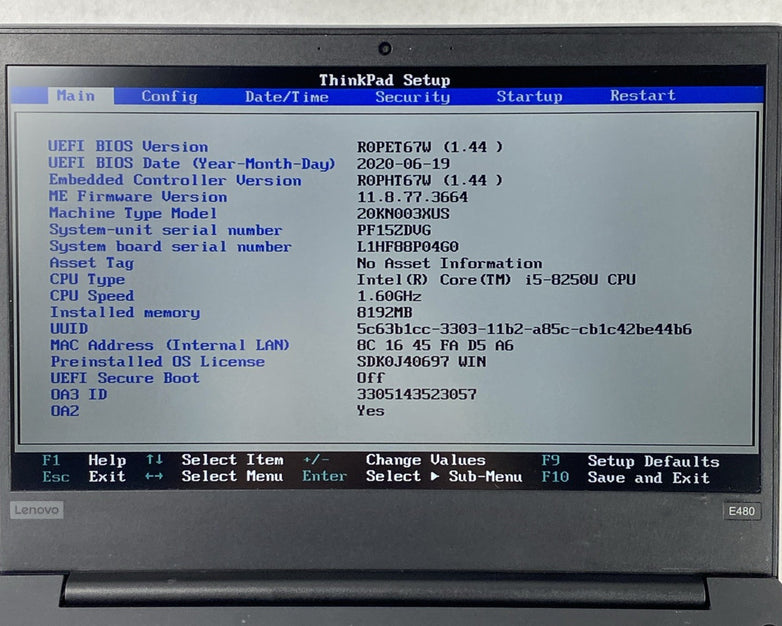 ThinkPad Setup
Main Config Date/Time Security Startup Restart
UEFI BIOS Version R0PET67W (1.44 )
UEFI BIOS Date (Year-Month-Day) 2020-06-19
Embedded Controller Version R0PHT67W (1.44 )
ME Firmware Version 11.8.77.3664
Machine Type Model 20KN003XUS
System-unit serial number PF15ZDVG
System board serial number L1HF88P04G0
Asset Tag No Asset Information
CPU Type Intel(R) Core(TM) i5-8250U CPU
CPU Speed 1.60GHz
Installed memory 8192MB
UUID 5c63b1cc-3303-11b2-a85c-cb1c42be44b6
MAC Address (Internal LAN) 8C 16 45 FA D5 A6
Preinstalled OS License SDK0J40697 WIN
UEFI Secure Boot Off
OA3 ID 3305143523057
OA2 Yes
F1 Help ↑↓ Select Item +/- Change Values F9 Setup Defaults
Esc Exit ←→ Select Menu Enter Select ▶ Sub-Menu F10 Save and Exit
Lenovo
E480